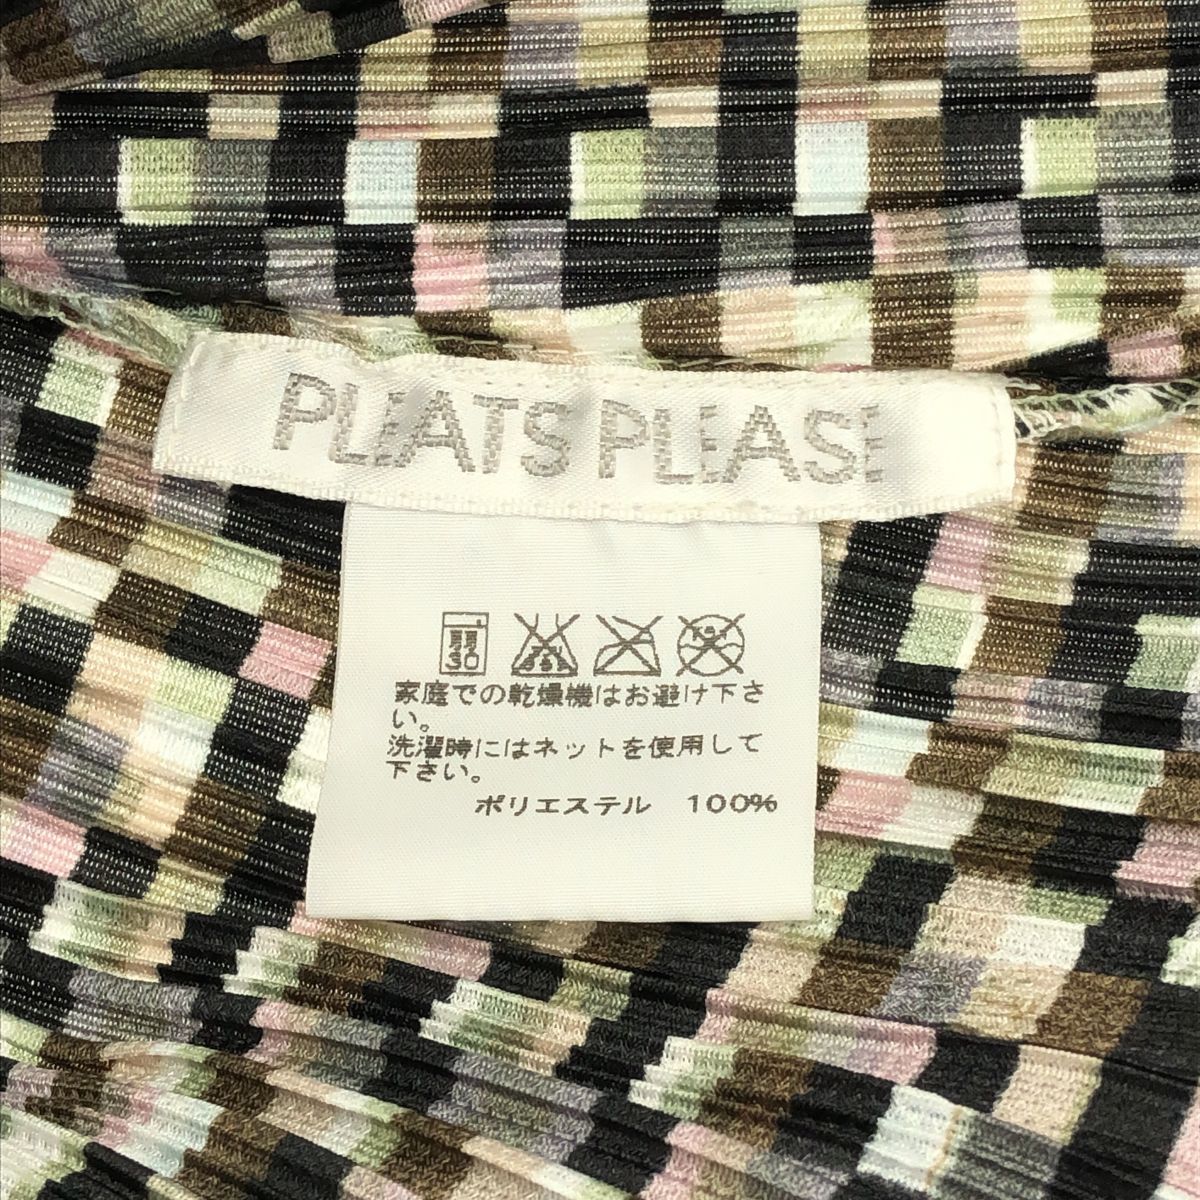 PLEATS PLEASE
30
家庭での乾燥機はお避け下さ
い。
洗濯時にはネットを使用して
下さい。
ポリエステル 100%